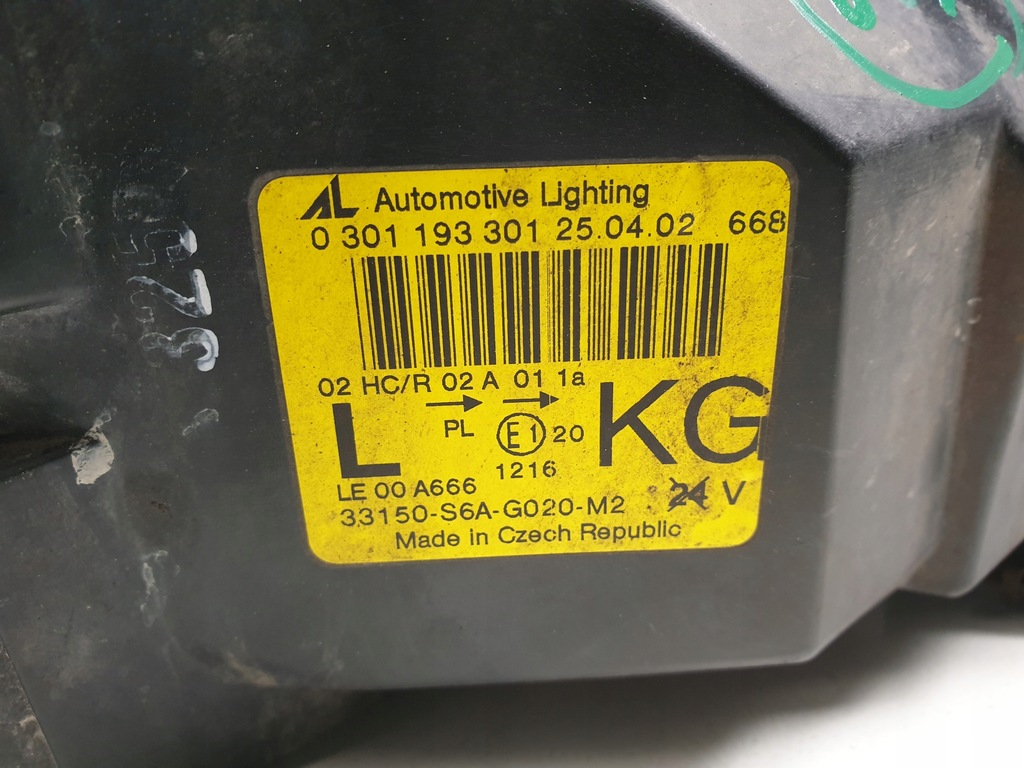 AL Automotive Lighting
0 301 193 301 25.04.02 668
02 HC/R 02 A 01 1a
L PL E1 20 KG
1216
LE 00 A666
33150-S6A-G020-M2 24 V
Made in Czech Republic
325